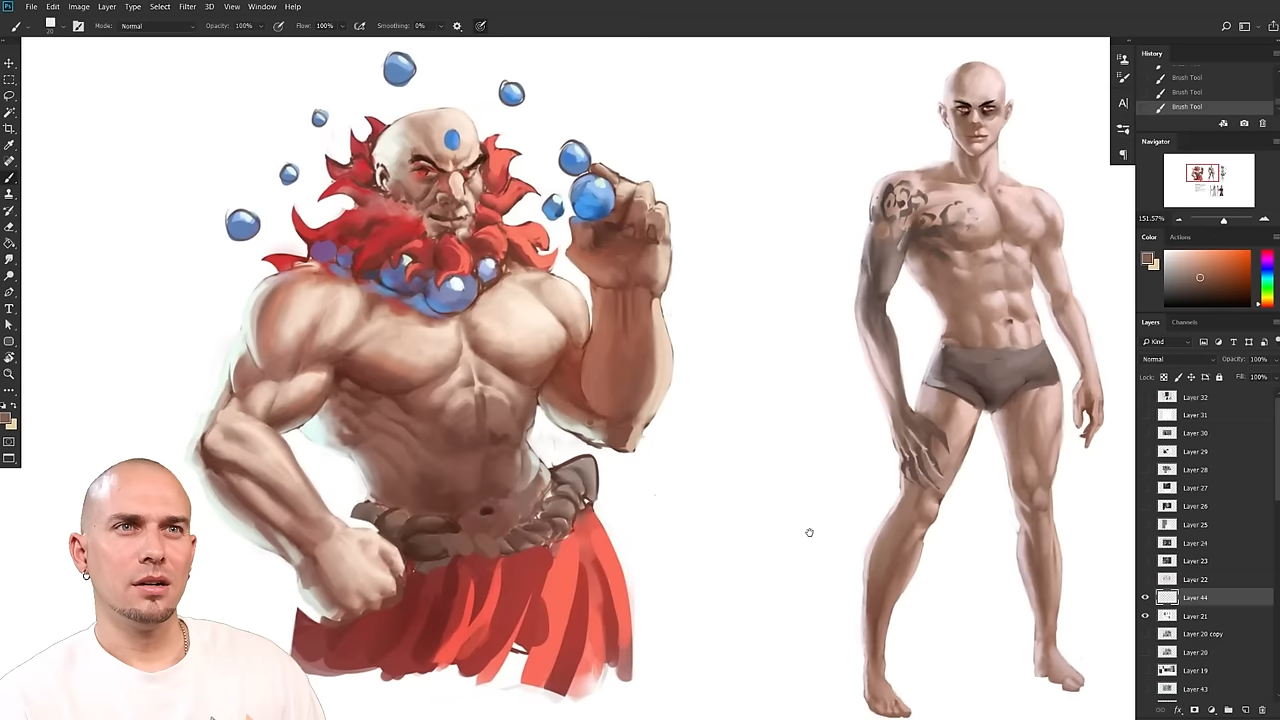 Ps File Edit Image Layer Type Select Filter 3D View Window Help
20 Mode: Normal Opacity: 100% Flow: 100% Smoothing: 0%
History
Brush Tool
Brush Tool
Brush Tool
Navigator
151.57%
Color Actions
Layers Channels
Kind
Normal Opacity: 100%
Lock: Fill: 100%
Layer 32
Layer 31
Layer 30
Layer 29
Layer 28
Layer 27
Layer 26
Layer 25
Layer 24
Layer 23
Layer 22
Layer 44
Layer 21
Layer 20 copy
Layer 20
Layer 19
Layer 43